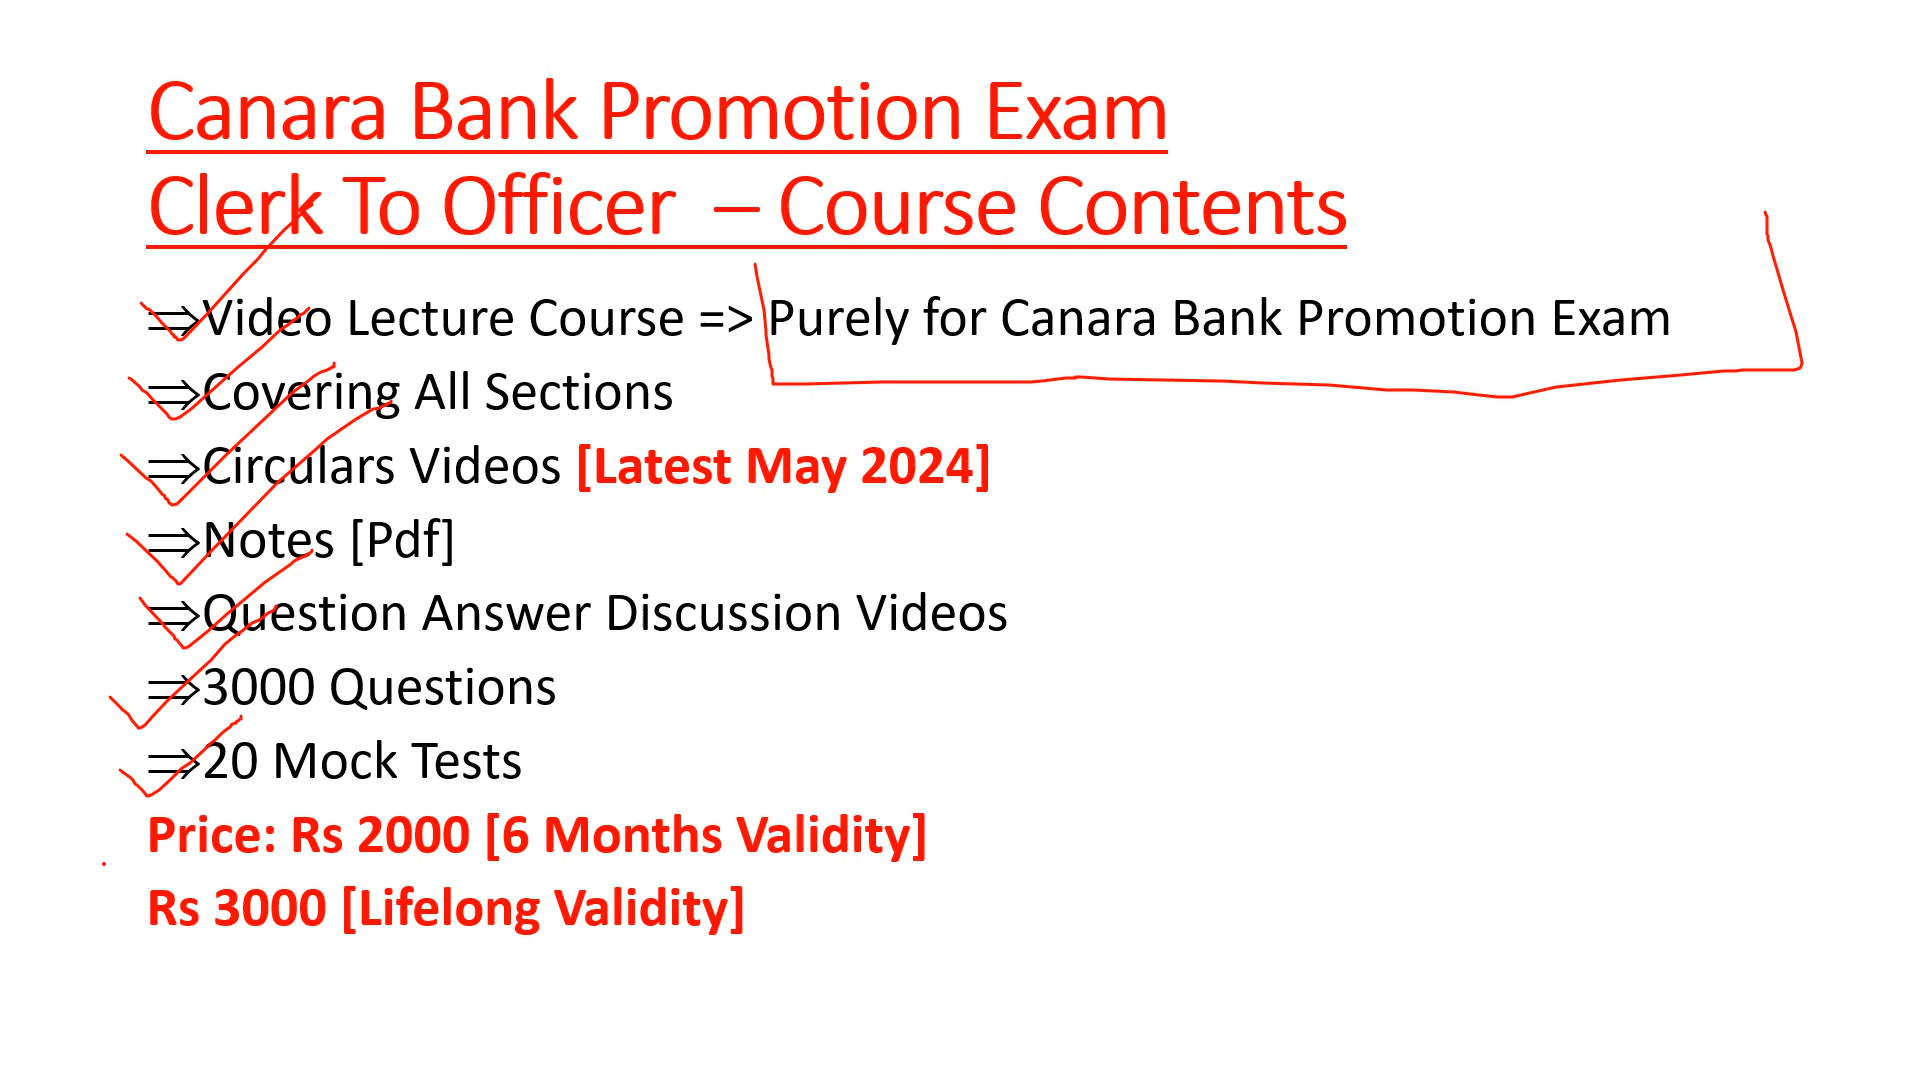 Canara Bank Promotion Exam
Clerk To Officer – Course Contents
⇒Video Lecture Course => Purely for Canara Bank Promotion Exam
⇒Covering All Sections
⇒Circulars Videos [Latest May 2024]
⇒Notes [Pdf]
⇒Question Answer Discussion Videos
⇒3000 Questions
⇒20 Mock Tests
Price: Rs 2000 [6 Months Validity]
Rs 3000 [Lifelong Validity]